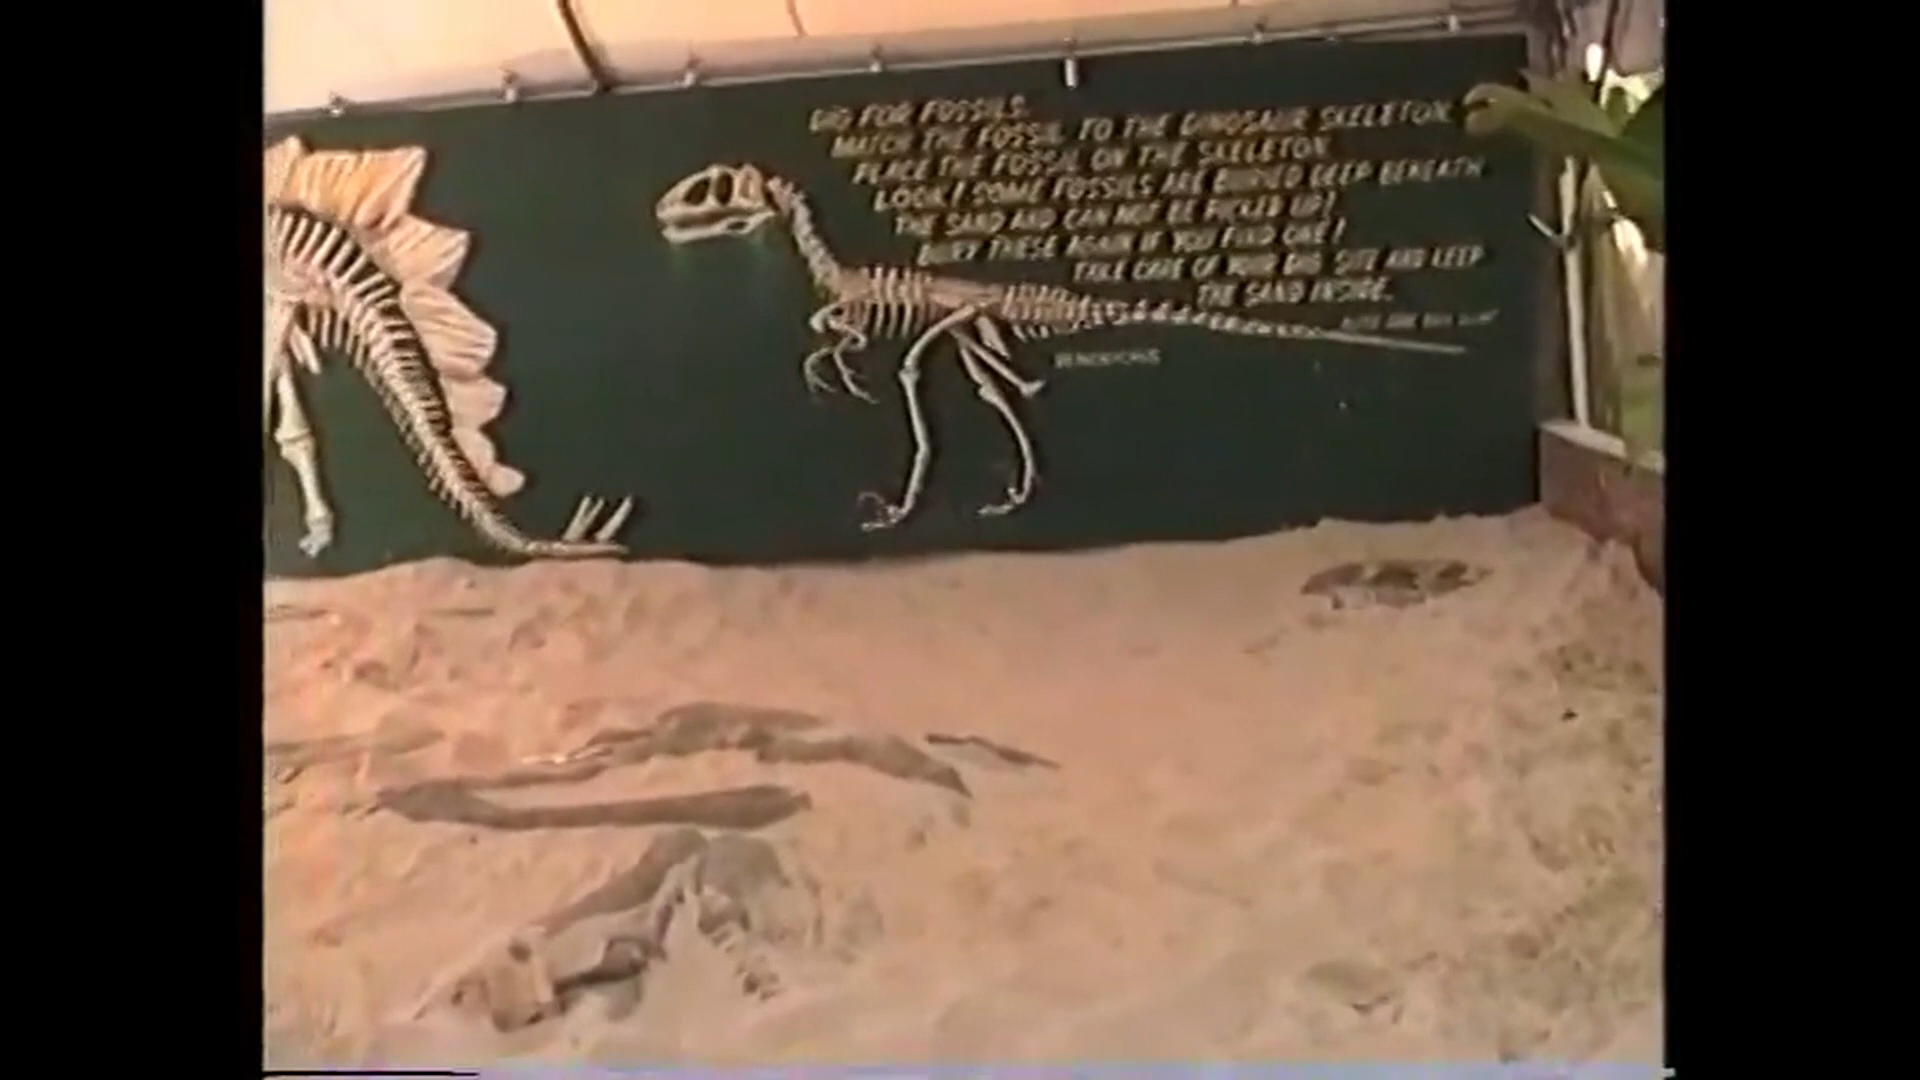 DIG FOR FOSSILS.
MATCH THE FOSSIL TO THE DINOSAUR SKELETON.
PLACE THE FOSSIL ON THE SKELETON
LOOK! SOME FOSSILS ARE BURIED DEEP BENEATH
THE SAND AND CAN NOT BE PICKED UP!
BURY THESE AGAIN IF YOU FIND ONE!
TAKE CARE OF YOUR DIG SITE AND KEEP
THE SAND INSIDE.